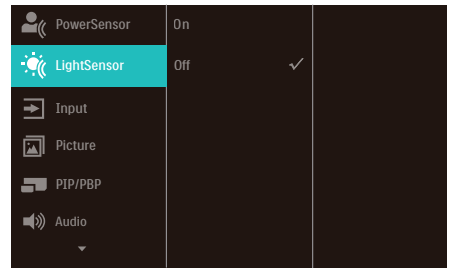 PowerSensor
On
LightSensor
Off
Input
Picture
PIP/PBP
Audio